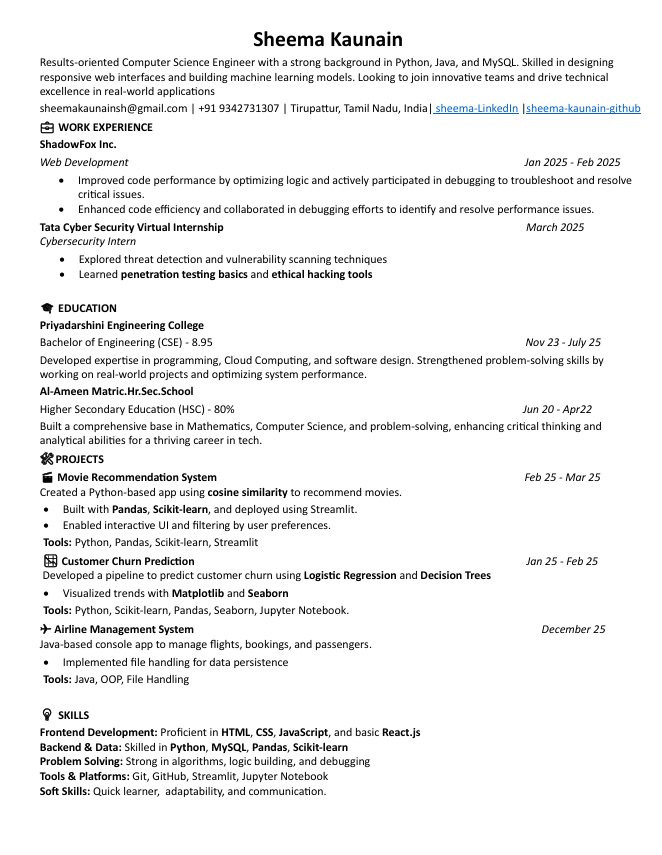 Sheema Kaunain
Results-oriented Computer Science Engineer with a strong background in Python, Java, and MySQL. Skilled in designing
responsive web interfaces and building machine learning models. Looking to join innovative teams and drive technical
excellence in real-world applications
sheemakaunainsh@gmail.com | +91 9342731307 | Tirupattur, Tamil Nadu, India| sheema-LinkedIn |sheema-kaunain-github
WORK EXPERIENCE
ShadowFox Inc.
Web Development Jan 2025 - Feb 2025
• Improved code performance by optimizing logic and actively participated in debugging to troubleshoot and resolve
critical issues.
• Enhanced code efficiency and collaborated in debugging efforts to identify and resolve performance issues.
Tata Cyber Security Virtual Internship March 2025
Cybersecurity Intern
• Explored threat detection and vulnerability scanning techniques
• Learned penetration testing basics and ethical hacking tools
EDUCATION
Priyadarshini Engineering College
Bachelor of Engineering (CSE) - 8.95 Nov 23 - July 25
Developed expertise in programming, Cloud Computing, and software design. Strengthened problem-solving skills by
working on real-world projects and optimizing system performance.
Al-Ameen Matric.Hr.Sec.School
Higher Secondary Education (HSC) - 80% Jun 20 - Apr22
Built a comprehensive base in Mathematics, Computer Science, and problem-solving, enhancing critical thinking and
analytical abilities for a thriving career in tech.
PROJECTS
Movie Recommendation System Feb 25 - Mar 25
Created a Python-based app using cosine similarity to recommend movies.
• Built with Pandas, Scikit-learn, and deployed using Streamlit.
• Enabled interactive UI and filtering by user preferences.
Tools: Python, Pandas, Scikit-learn, Streamlit
Customer Churn Prediction Jan 25 - Feb 25
Developed a pipeline to predict customer churn using Logistic Regression and Decision Trees
• Visualized trends with Matplotlib and Seaborn
Tools: Python, Scikit-learn, Pandas, Seaborn, Jupyter Notebook.
Airline Management System December 25
Java-based console app to manage flights, bookings, and passengers.
• Implemented file handling for data persistence
Tools: Java, OOP, File Handling
SKILLS
Frontend Development: Proficient in HTML, CSS, JavaScript, and basic React.js
Backend & Data: Skilled in Python, MySQL, Pandas, Scikit-learn
Problem Solving: Strong in algorithms, logic building, and debugging
Tools & Platforms: Git, GitHub, Streamlit, Jupyter Notebook
Soft Skills: Quick learner, adaptability, and communication.